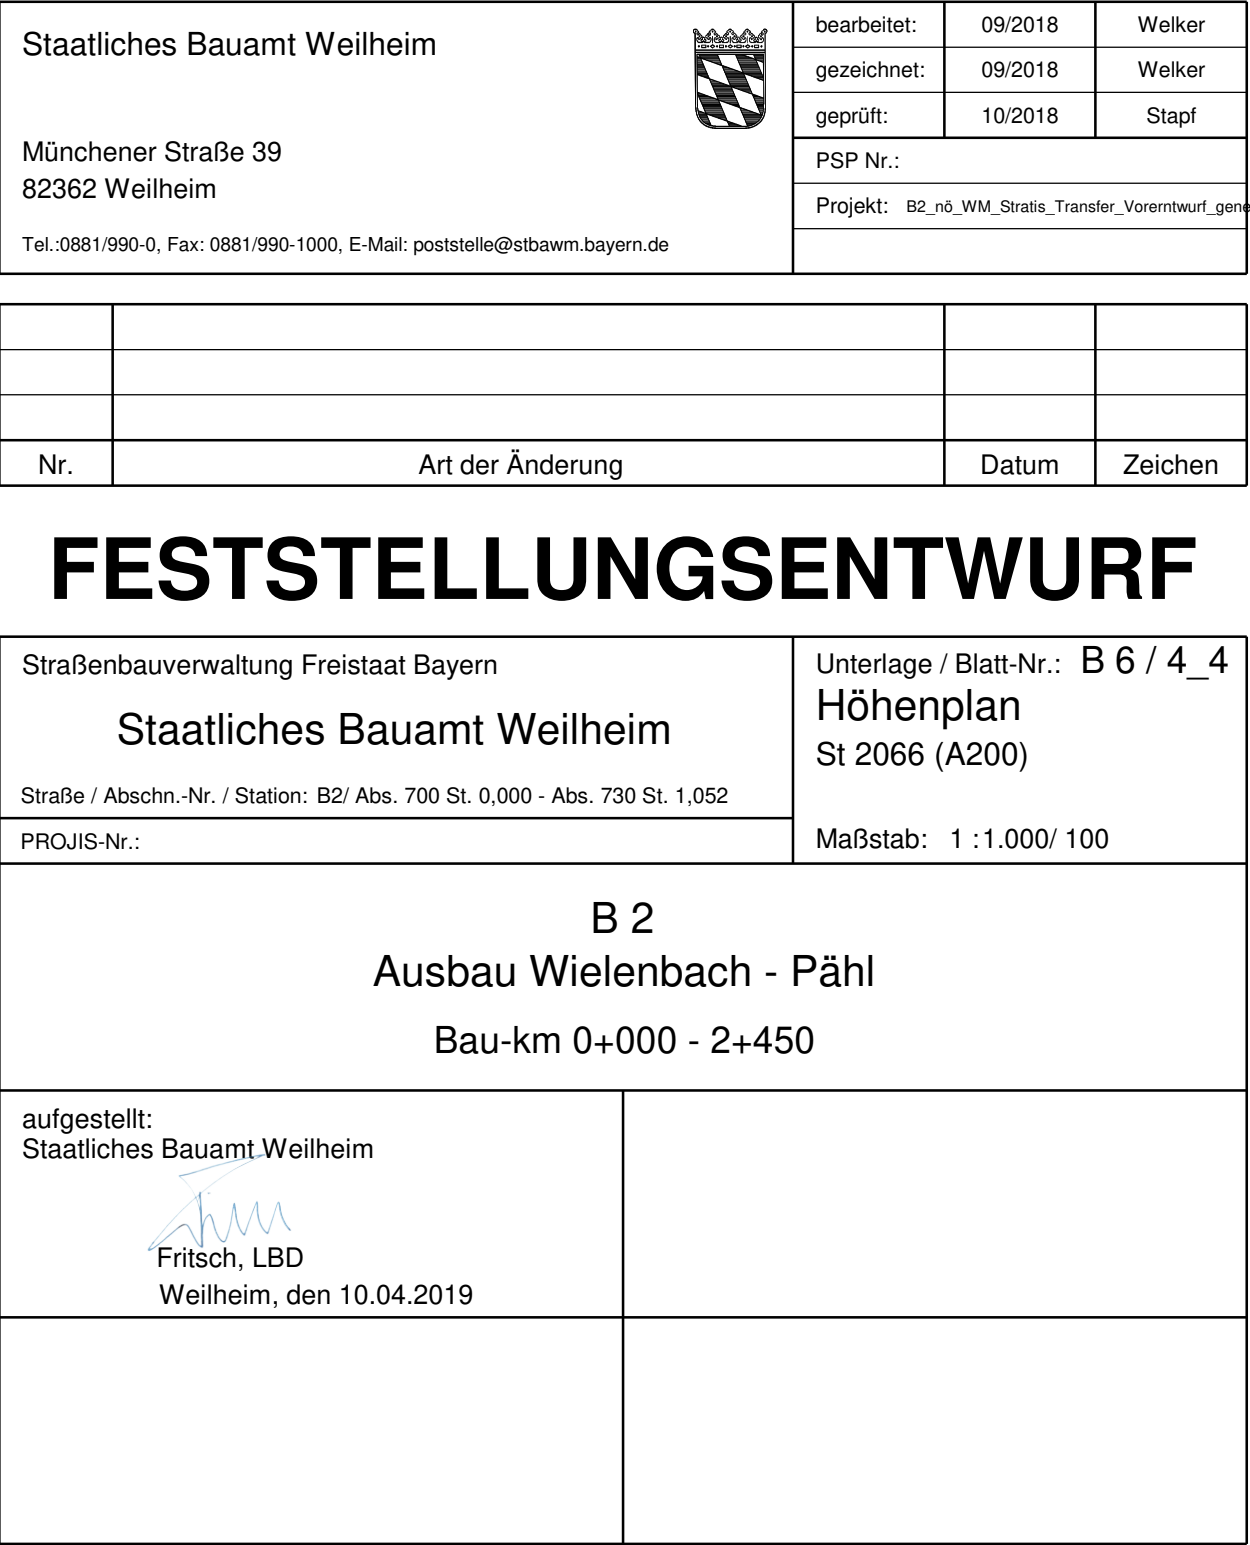 Staatliches Bauamt Weilheim
Münchener Straße 39
82362 Weilheim
Tel.:0881/990-0, Fax: 0881/990-1000, E-Mail: poststelle@stbawm.bayern.de
bearbeitet: 09/2018 Welker
gezeichnet: 09/2018 Welker
geprüft: 10/2018 Stapf
PSP Nr.:
Projekt: B2_nö_WM_Stratis_Transfer_Vorerntwurf_gene
Nr. Art der Änderung Datum Zeichen
FESTSTELLUNGSENTWURF
Straßenbauverwaltung Freistaat Bayern
Staatliches Bauamt Weilheim
Straße / Abschn.-Nr. / Station: B2/ Abs. 700 St. 0,000 - Abs. 730 St. 1,052
PROJIS-Nr.:
Unterlage / Blatt-Nr.: B 6 / 4_4
Höhenplan
St 2066 (A200)
Maßstab: 1 :1.000/ 100
B 2
Ausbau Wielenbach - Pähl
Bau-km 0+000 - 2+450
aufgestellt:
Staatliches Bauamt Weilheim
Fritsch, LBD
Weilheim, den 10.04.2019